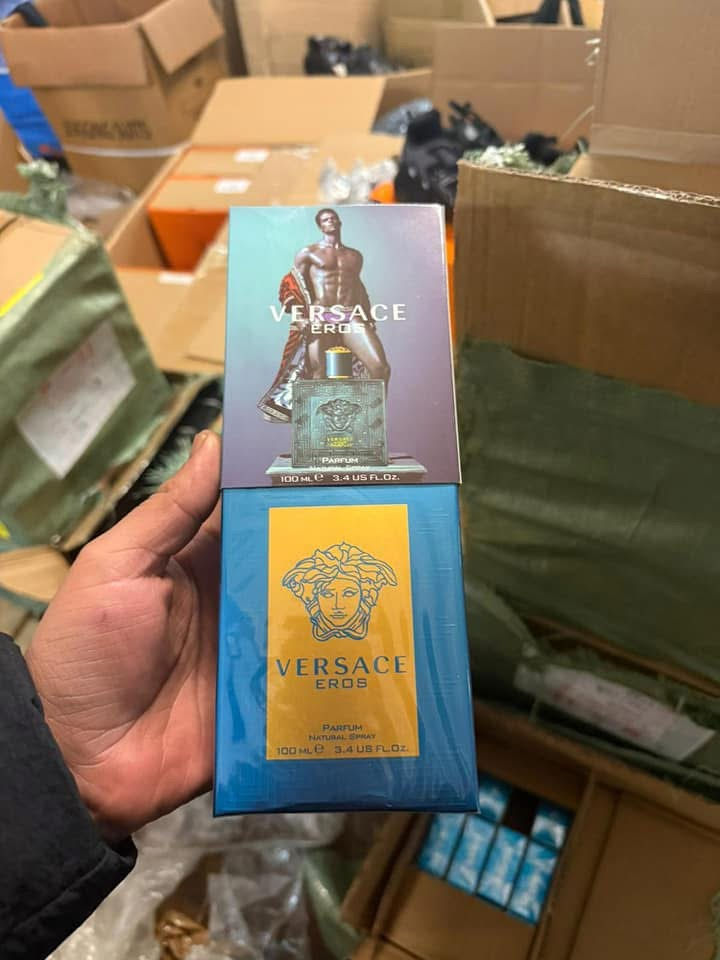 VERSACE
EROS
VERSACE
PARFUM
NATURAL SPRAY
100 ML e 3.4 US FL.OZ.
VERSACE
EROS
PARFUM
NATURAL SPRAY
100 ML e 3.4 US FL.OZ.